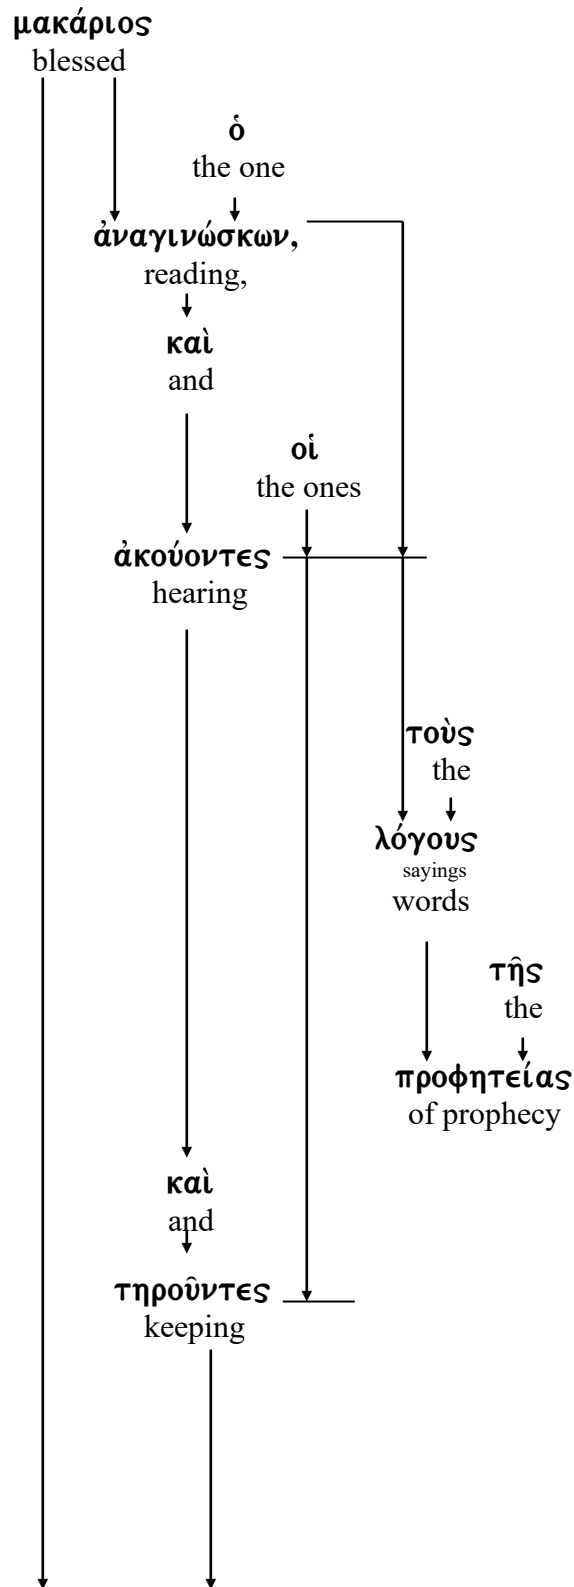 μακάριος
blessed
ὁ
the one
ἀναγινώσκων,
reading,
καὶ
and
οἱ
the ones
ἀκούοντες
hearing
τοὺς
the
λόγους
sayings
words
τῆς
the
προφητείας
of prophecy
καὶ
and
τηροῦντες
keeping